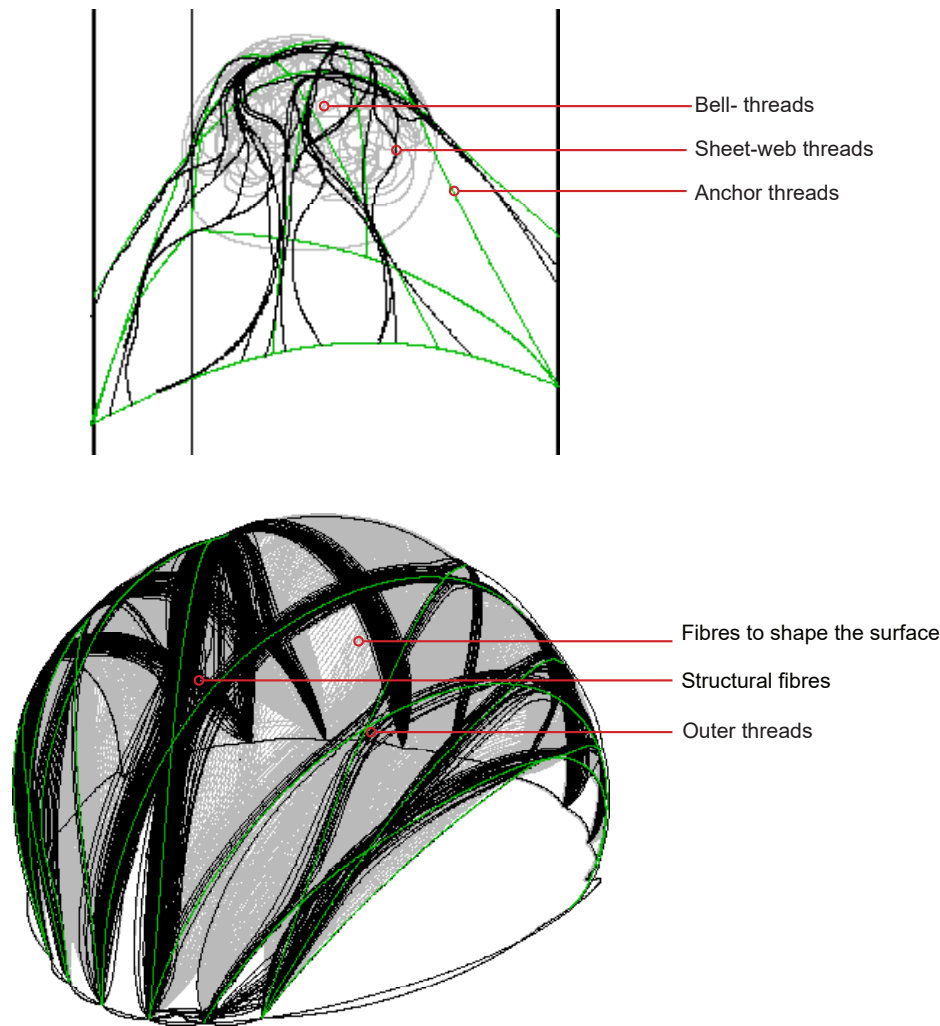 Bell- threads
Sheet-web threads
Anchor threads
Fibres to shape the surface
Structural fibres
Outer threads